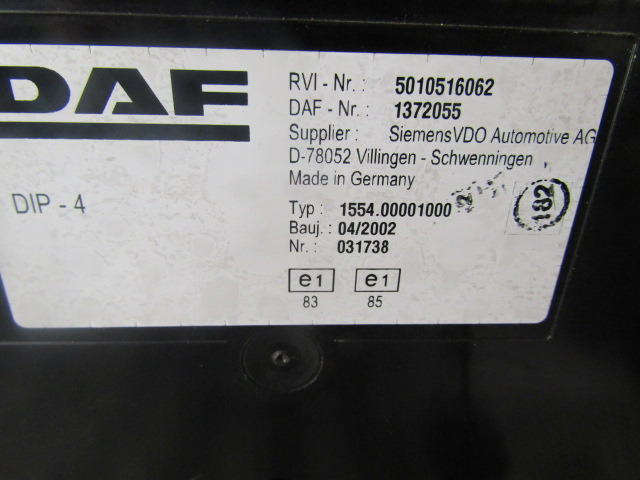 DAF
RVI - Nr. : 5010516062
DAF - Nr. : 1372055
Supplier : SiemensVDO Automotive AG
D-78052 Villingen - Schwenningen
Made in Germany
DIP - 4
Typ : 1554.00001000
Bauj. : 04/2002
Nr. : 031738
182
e1 e1
83 85